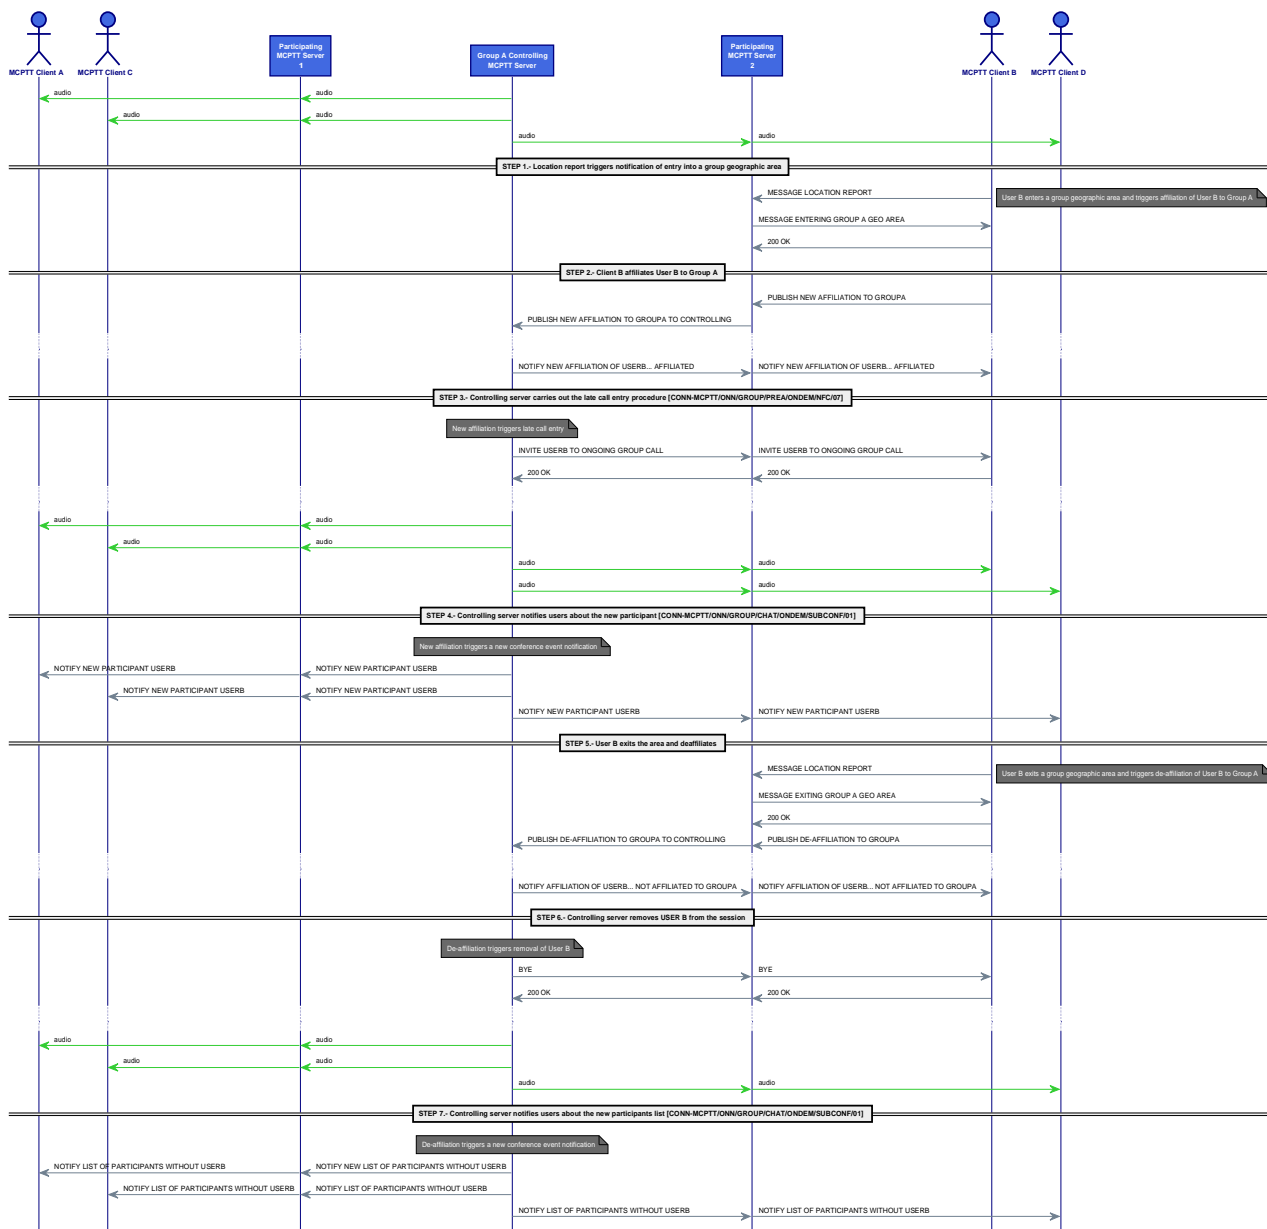 MCPTT Client A
MCPTT Client C
Participating
MCPTT Server
1
Group A Controlling
MCPTT Server
Participating
MCPTT Server
2
MCPTT Client B
MCPTT Client D
audio
audio
audio
audio
audio
audio
STEP 1.- Location report triggers notification of entry into a group geographic area
MESSAGE LOCATION REPORT
User B enters a group geographic area and triggers affiliation of User B to Group A
MESSAGE ENTERING GROUP A GEO AREA
200 OK
STEP 2.- Client B affiliates User B to Group A
PUBLISH NEW AFFILIATION TO GROUPA
PUBLISH NEW AFFILIATION TO GROUPA TO CONTROLLING
NOTIFY NEW AFFILIATION OF USERB... AFFILIATED
NOTIFY NEW AFFILIATION OF USERB... AFFILIATED
STEP 3.- Controlling server carries out the late call entry procedure [CONN-MCPTT/ONN/GROUP/PREA/ONDEM/NFC/07]
New affiliation triggers late call entry
INVITE USERB TO ONGOING GROUP CALL
INVITE USERB TO ONGOING GROUP CALL
200 OK
200 OK
audio
audio
audio
audio
audio
audio
audio
audio
STEP 4.- Controlling server notifies users about the new participant [CONN-MCPTT/ONN/GROUP/CHAT/ONDEM/SUBCONF/01]
New affiliation triggers a new conference event notification
NOTIFY NEW PARTICIPANT USERB
NOTIFY NEW PARTICIPANT USERB
NOTIFY NEW PARTICIPANT USERB
NOTIFY NEW PARTICIPANT USERB
NOTIFY NEW PARTICIPANT USERB
NOTIFY NEW PARTICIPANT USERB
STEP 5.- User B exits the area and deaffiliates
MESSAGE LOCATION REPORT
User B exits a group geographic area and triggers de-affiliation of User B to Group A
MESSAGE EXITING GROUP A GEO AREA
200 OK
PUBLISH DE-AFFILIATION TO GROUPA TO CONTROLLING
PUBLISH DE-AFFILIATION TO GROUPA
NOTIFY AFFILIATION OF USERB... NOT AFFILIATED TO GROUPA
NOTIFY AFFILIATION OF USERB... NOT AFFILIATED TO GROUPA
STEP 6.- Controlling server removes USER B from the session
De-affiliation triggers removal of User B
BYE
BYE
200 OK
200 OK
audio
audio
audio
audio
audio
audio
STEP 7.- Controlling server notifies users about the new participants list [CONN-MCPTT/ONN/GROUP/CHAT/ONDEM/SUBCONF/01]
De-affiliation triggers a new conference event notification
NOTIFY LIST OF PARTICIPANTS WITHOUT USERB
NOTIFY NEW LIST OF PARTICIPANTS WITHOUT USERB
NOTIFY LIST OF PARTICIPANTS WITHOUT USERB
NOTIFY LIST OF PARTICIPANTS WITHOUT USERB
NOTIFY LIST OF PARTICIPANTS WITHOUT USERB
NOTIFY LIST OF PARTICIPANTS WITHOUT USERB